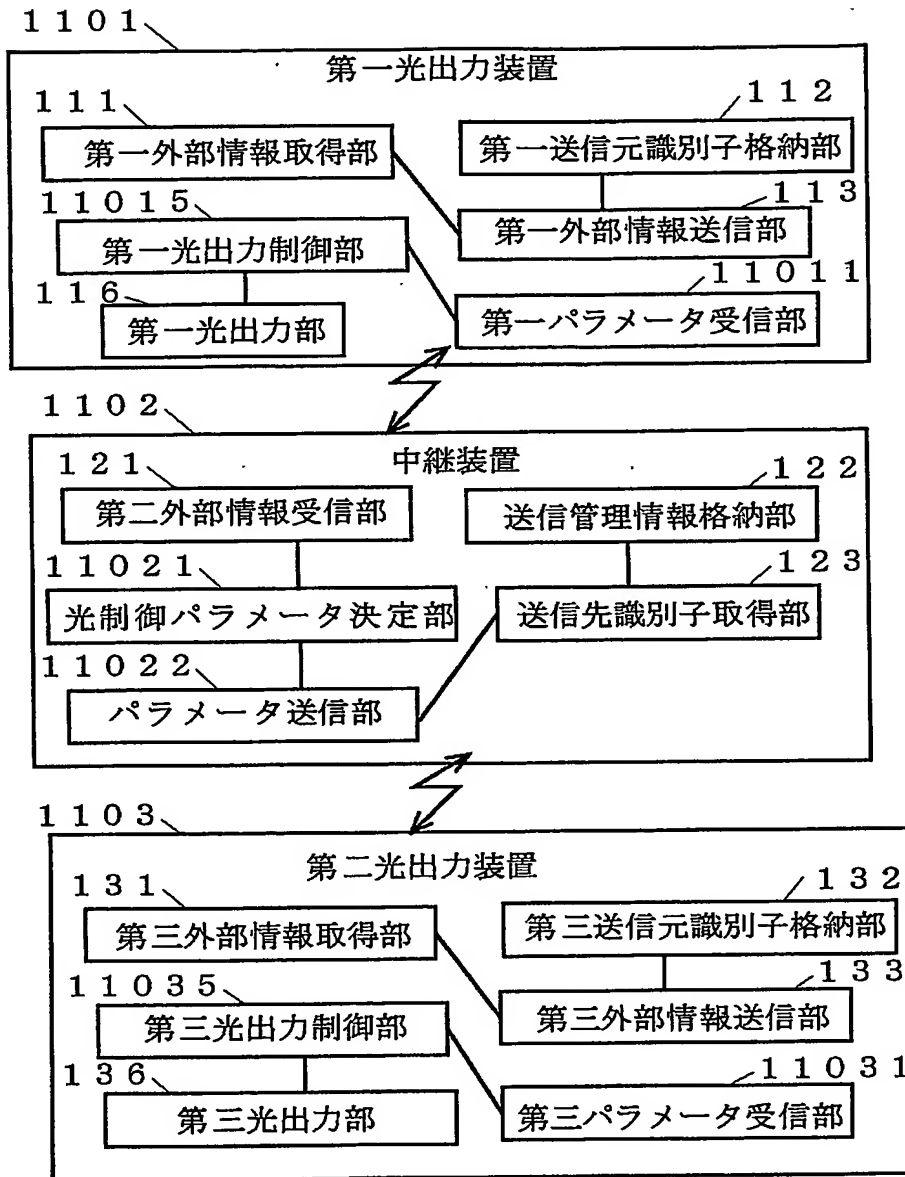 1101
第一光出力装置
111
112
第一外部情報取得部
第一送信元識別子格納部
11015
113
第一光出力制御部
第一外部情報送信部
116
11011
第一光出力部
第一パラメータ受信部
1102
中継装置
121
122
第二外部情報受信部
送信管理情報格納部
11021
123
光制御パラメータ決定部
送信先識別子取得部
11022
パラメータ送信部
1103
第二光出力装置
131
132
第三外部情報取得部
第三送信元識別子格納部
11035
133
第三光出力制御部
第三外部情報送信部
136
11031
第三光出力部
第三パラメータ受信部